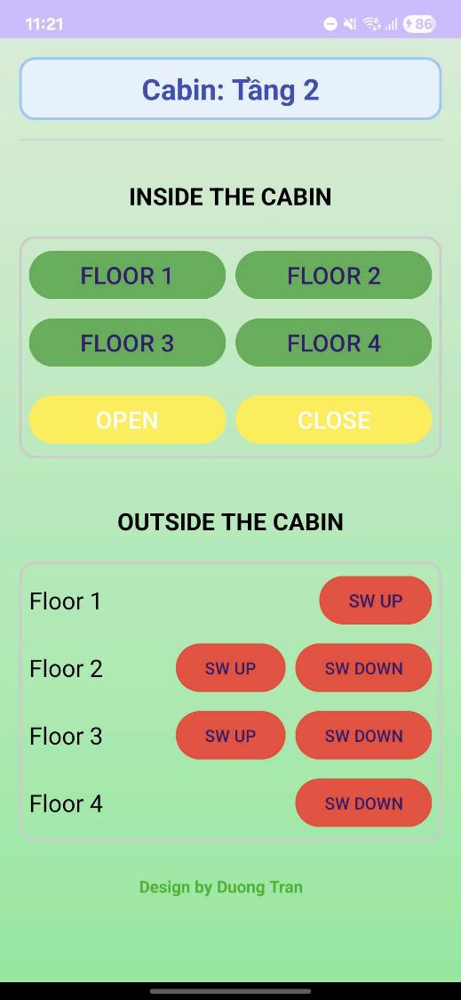 11:21 86
Cabin: Tầng 2
INSIDE THE CABIN
FLOOR 1 FLOOR 2
FLOOR 3 FLOOR 4
OPEN CLOSE
OUTSIDE THE CABIN
Floor 1 SW UP
Floor 2 SW UP SW DOWN
Floor 3 SW UP SW DOWN
Floor 4 SW DOWN
Design by Duong Tran